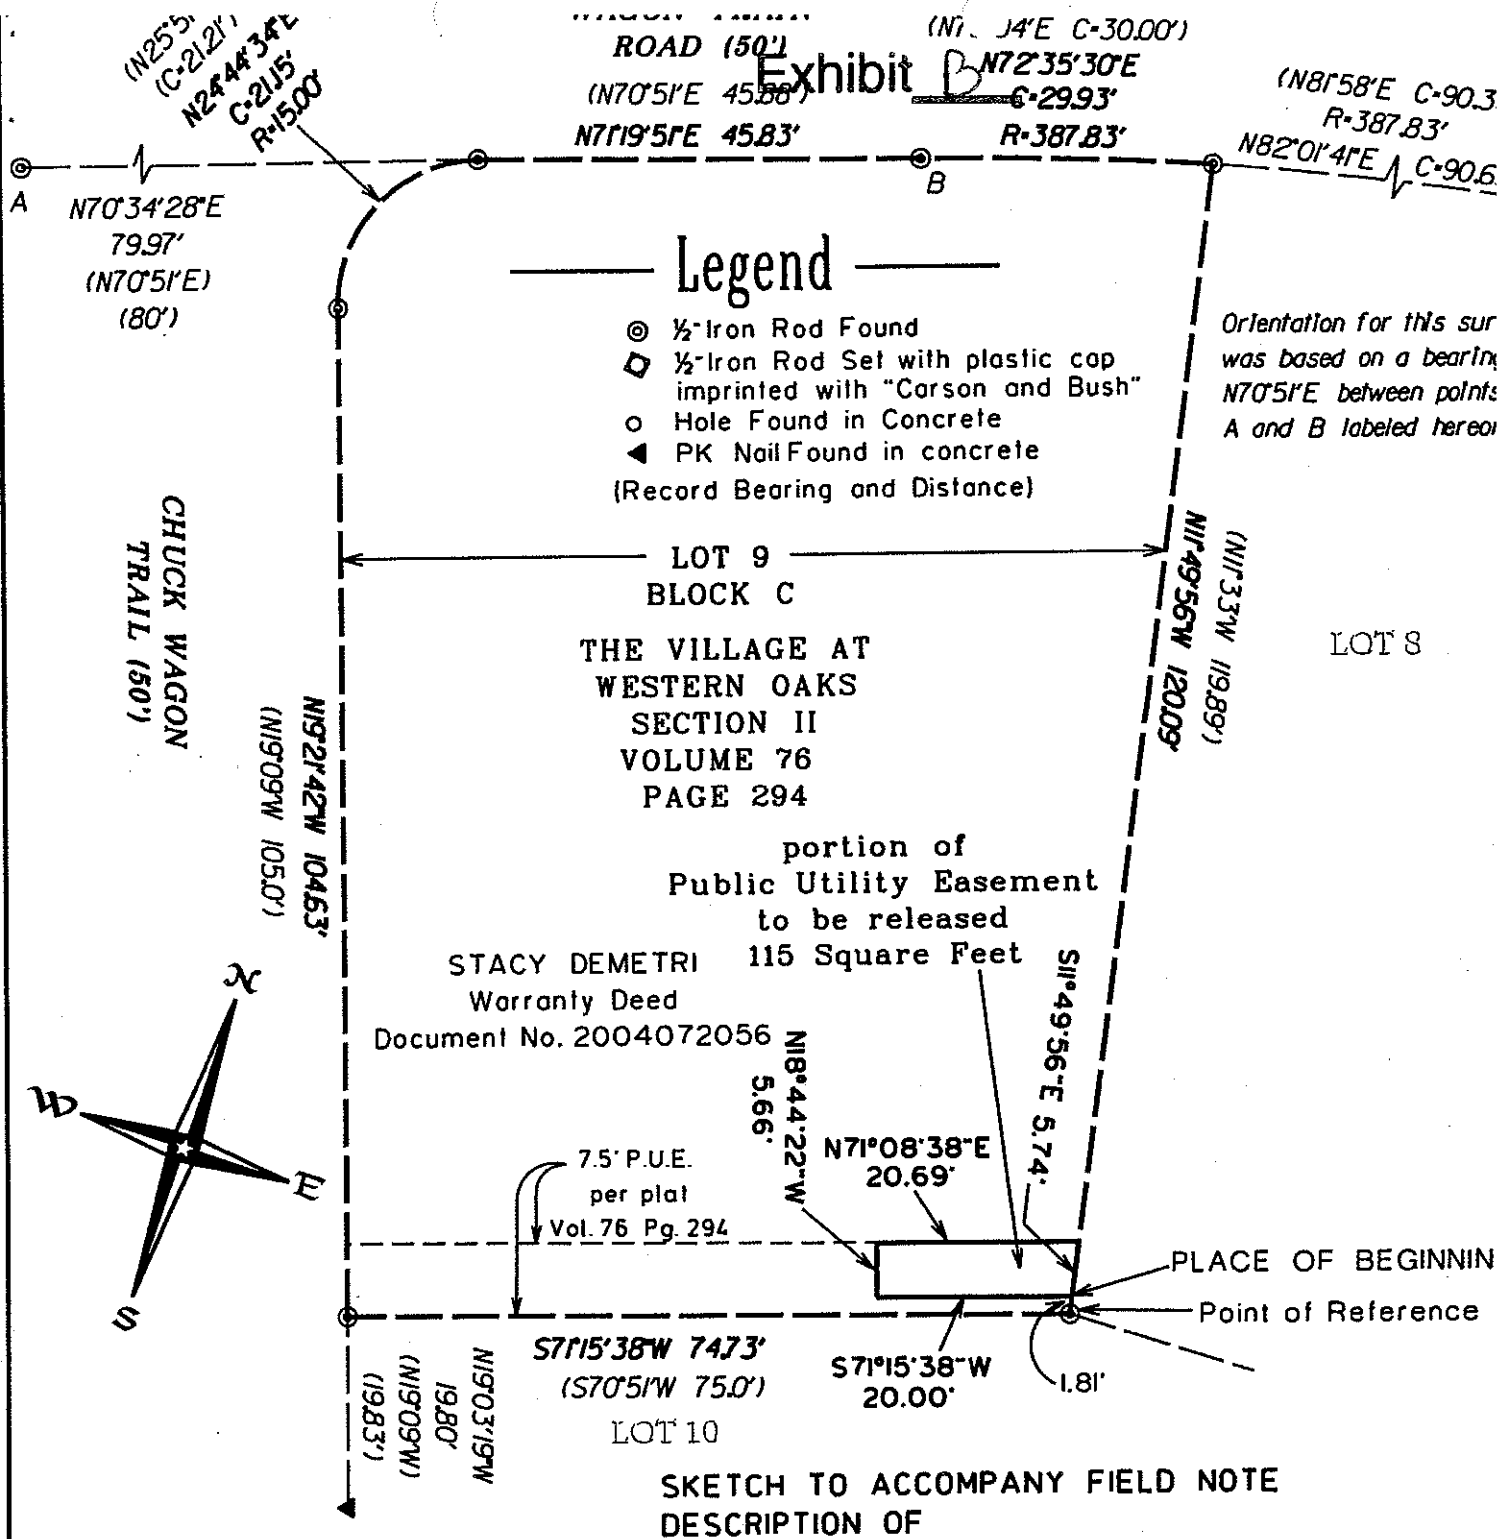 ROAD (50')
Exhibit B
(N70°51'E 45.88')
N71°19'51"E 45.83'
C=30.00')
N72°35'30"E
C=29.93'
R=387.83'
(N81°58'E C=90.3
R=387.83'
N82°01'41"E C=90.6
(C=21.21')
N24°44'34"E
C=21.15'
R=15.00'
A
B
N70°34'28"E
79.97'
(N70°51'E)
(80')
Legend
½" Iron Rod Found
½" Iron Rod Set with plastic cap
imprinted with "Carson and Bush"
Hole Found in Concrete
PK Nail Found in concrete
(Record Bearing and Distance)
Orientation for this sur
was based on a bearing
N70°51'E between points
A and B labeled hereon
CHUCK WAGON
TRAIL (50')
LOT 9
BLOCK C
THE VILLAGE AT
WESTERN OAKS
SECTION II
VOLUME 76
PAGE 294
(N11°33'W 119.89')
N11°49'56"W 120.09'
LOT 8
N19°21'42"W 104.63'
(N19°09'W 105.0')
portion of
Public Utility Easement
to be released
115 Square Feet
STACY DEMETRI
Warranty Deed
Document No. 2004072056
N
W
E
S
S11°49'56"E 5.74'
N18°44'22"W
5.66'
N71°08'38"E
20.69'
7.5' P.U.E.
per plat
Vol. 76 Pg. 294
PLACE OF BEGINNIN
Point of Reference
S71°15'38"W 74.73'
(S70°51'W 75.0')
S71°15'38"W
20.00'
1.81'
N19°03'19"W
19.80'
(N19°09'W)
(19.83')
LOT 10
SKETCH TO ACCOMPANY FIELD NOTE
DESCRIPTION OF